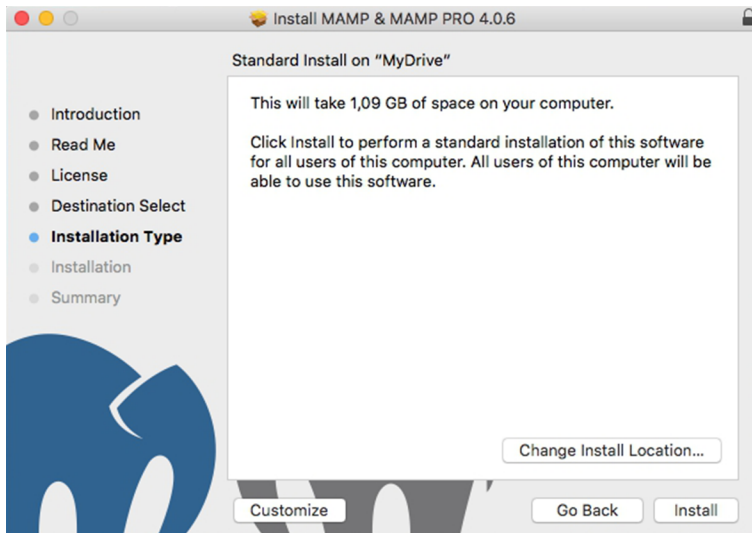 Install MAMP & MAMP PRO 4.0.6
Standard Install on “MyDrive”
Introduction
Read Me
License
Destination Select
Installation Type
Installation
Summary
This will take 1,09 GB of space on your computer.
Click Install to perform a standard installation of this software
for all users of this computer. All users of this computer will be
able to use this software.
Change Install Location...
Customize
Go Back
Install